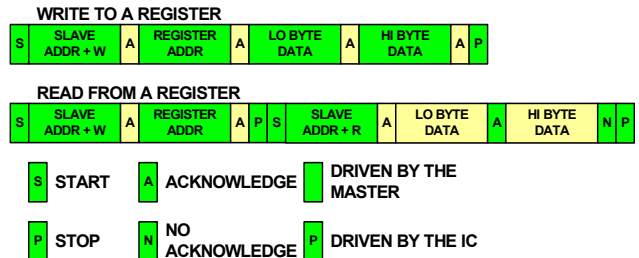 WRITE TO A REGISTER
S SLAVE ADDR + W A REGISTER ADDR A LO BYTE DATA A HI BYTE DATA A P
READ FROM A REGISTER
S SLAVE ADDR + W A REGISTER ADDR A P S SLAVE ADDR + R A LO BYTE DATA A HI BYTE DATA N P
S START A ACKNOWLEDGE DRIVEN BY THE MASTER
P STOP N NO ACKNOWLEDGE P DRIVEN BY THE IC